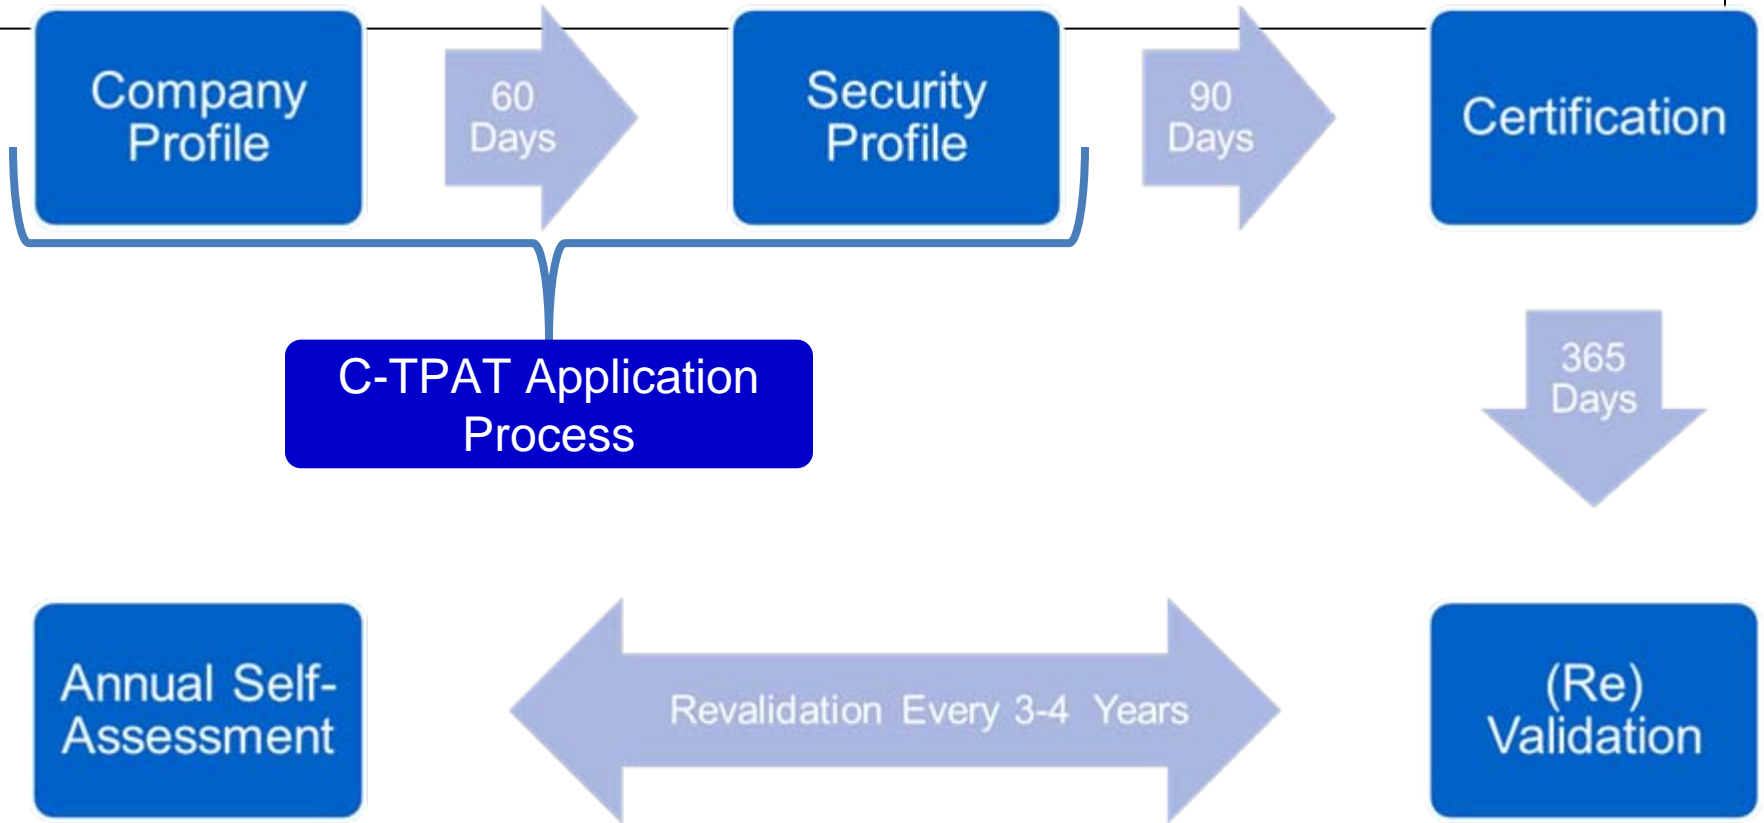 Company
Profile
60
Days
Security
Profile
90
Days
Certification
C-TPAT Application
Process
365
Days
Annual Self-
Assessment
Revalidation Every 3-4 Years
(Re)
Validation